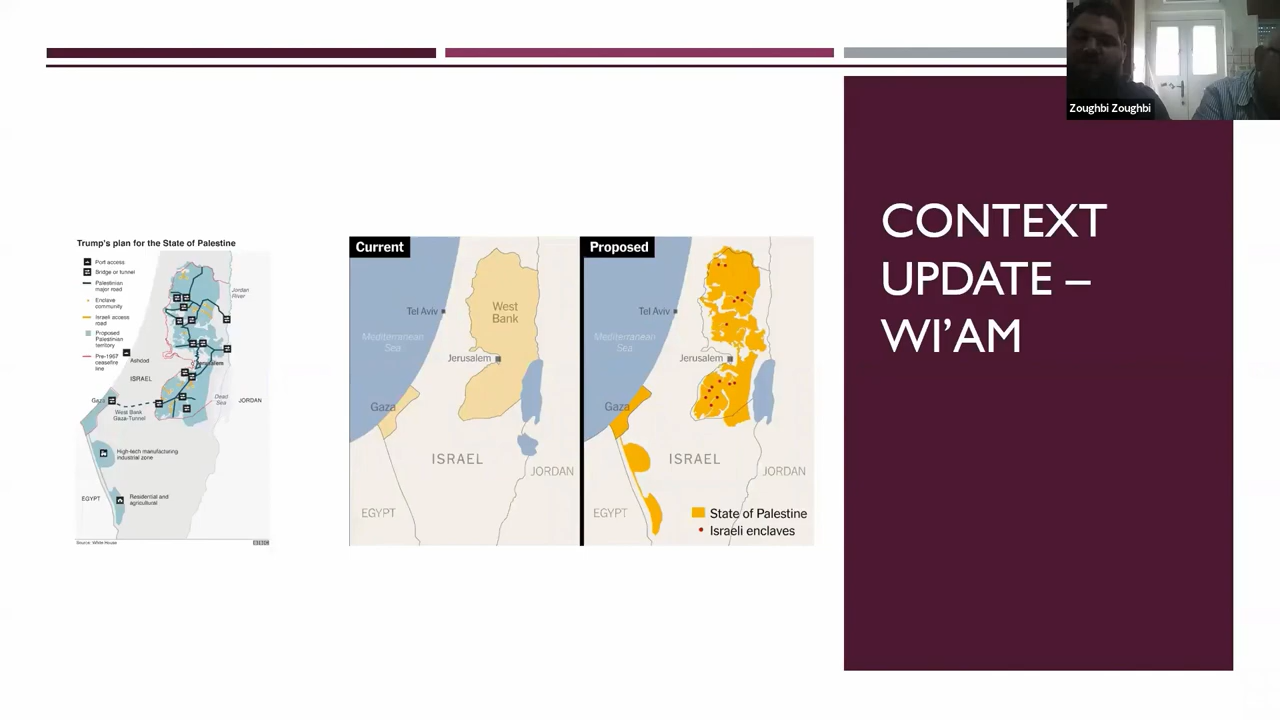 Zoughbi Zoughbi
CONTEXT
UPDATE –
WI’AM
Trump's plan for the State of Palestine
Port access
Bridge or tunnel
Palestinian
major road
Enclave
community
Israeli access
road
Proposed
Palestinian
territory
Pre-1967
ceasefire
line
Jordan
River
Ashdod
Jerusalem
ISRAEL
Dead
Sea
JORDAN
Gaza
West Bank
Gaza-Tunnel
High-tech manufacturing
industrial zone
EGYPT
Residential and
agricultural
Source: White House
BBC
Current
Tel Aviv
West
Bank
Mediterranean
Sea
Jerusalem
Gaza
ISRAEL
JORDAN
EGYPT
Proposed
Tel Aviv
Mediterranean
Sea
Jerusalem
Gaza
ISRAEL
JORDAN
EGYPT
State of Palestine
Israeli enclaves